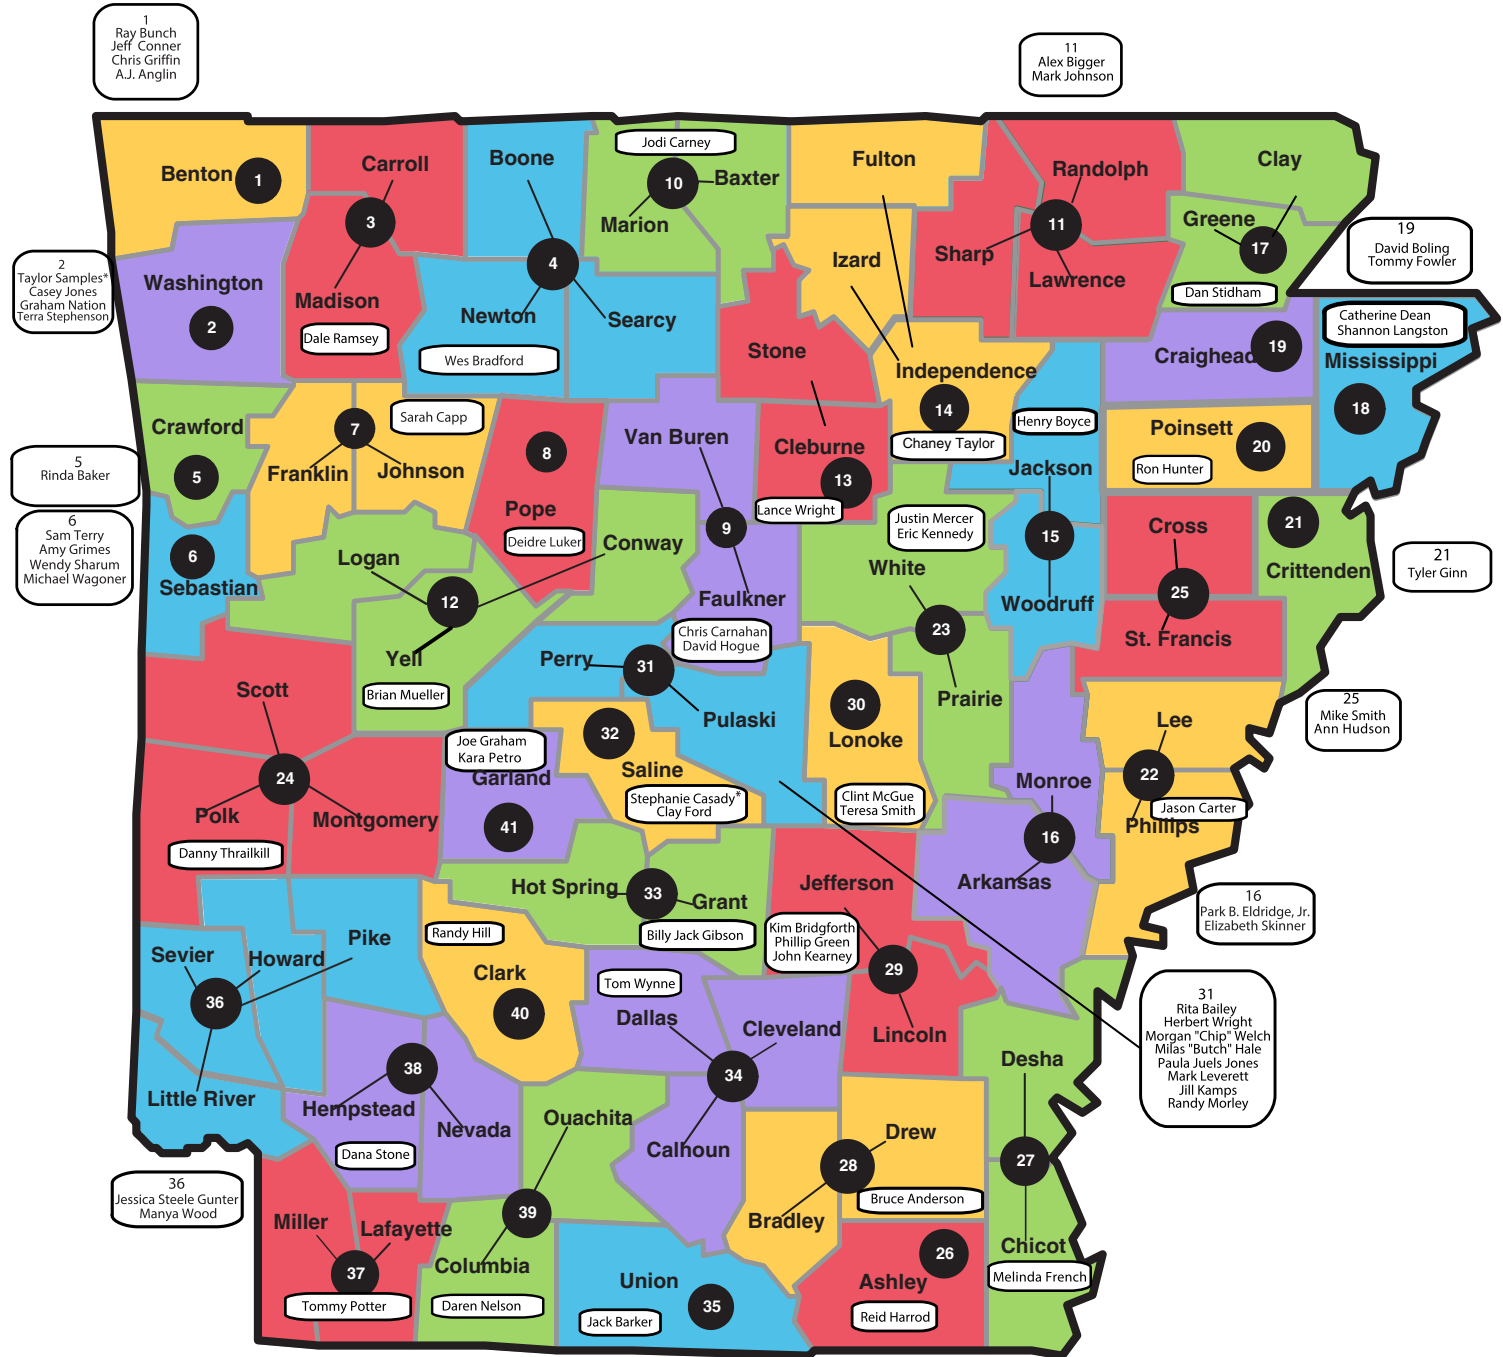 1
Ray Bunch
Jeff Conner
Chris Griffin
A.J. Anglin
11
Alex Bigger
Mark Johnson
Benton
1
Carroll
3
Madison
Dale Ramsey
Boone
4
Newton
Searcy
Wes Bradford
Jodi Carney
10
Baxter
Marion
Fulton
Izard
Randolph
11
Sharp
Lawrence
Clay
Greene
17
Dan Stidham
19
David Boling
Tommy Fowler
2
Taylor Samples*
Casey Jones
Graham Nation
Terra Stephenson
Washington
2
Stone
Independence
14
Chaney Taylor
Craighead
19
Catherine Dean
Shannon Langston
Mississippi
18
Crawford
5
5
Rinda Baker
Sarah Capp
7
Franklin
Johnson
8
Pope
Deidre Luker
Van Buren
9
Faulkner
Chris Carnahan
David Hogue
Cleburne
13
Lance Wright
Henry Boyce
Jackson
15
Woodruff
Poinsett
20
Ron Hunter
6
Sam Terry
Amy Grimes
Wendy Sharum
Michael Wagoner
6
Sebastian
Logan
Conway
12
Yell
Brian Mueller
Justin Mercer
Eric Kennedy
White
23
Prairie
Cross
25
St. Francis
21
Crittenden
21
Tyler Ginn
Scott
24
Polk
Montgomery
Danny Thrailkill
Perry
31
Pulaski
Joe Graham
Kara Petro
Garland
41
32
Saline
Stephanie Casady*
Clay Ford
30
Lonoke
Clint McGue
Teresa Smith
Monroe
16
Arkansas
Lee
22
Jason Carter
Phillips
25
Mike Smith
Ann Hudson
16
Park B. Eldridge, Jr.
Elizabeth Skinner
Hot Spring
33
Grant
Billy Jack Gibson
Jefferson
Kim Bridgforth
Phillip Green
John Kearney
29
Lincoln
Sevier
Howard
Pike
36
Little River
Randy Hill
Clark
40
Tom Wynne
Dallas
Cleveland
34
Calhoun
31
Rita Bailey
Herbert Wright
Morgan "Chip" Welch
Milas "Butch" Hale
Paula Juels Jones
Mark Leverett
Jill Kamps
Randy Morley
38
Hempstead
Nevada
Dana Stone
Ouachita
39
Columbia
Daren Nelson
Drew
28
Bruce Anderson
Bradley
Desha
27
Chicot
Melinda French
36
Jessica Steele Gunter
Manya Wood
Miller
Lafayette
37
Tommy Potter
Union
35
Jack Barker
26
Ashley
Reid Harrod